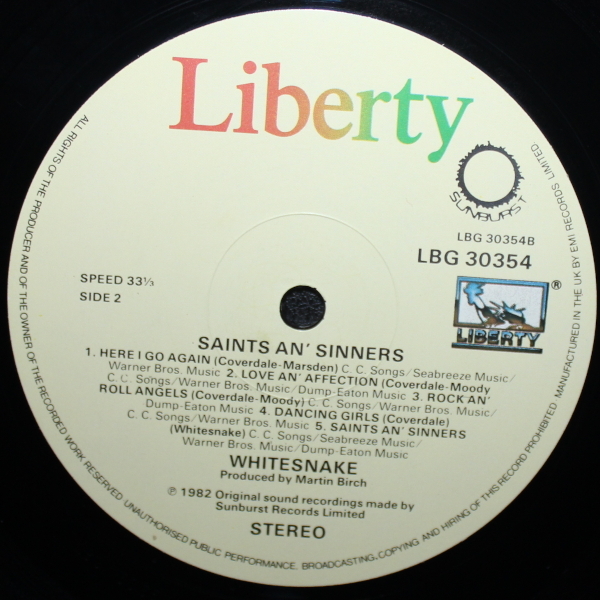 Liberty
SUNBURST
LBG 30354B
LBG 30354
SPEED 33⅓
SIDE 2
LIBERTY
®
SAINTS AN' SINNERS
1. HERE I GO AGAIN (Coverdale-Marsden) C. C. Songs/Seabreeze Music/
Warner Bros. Music 2. LOVE AN' AFFECTION (Coverdale-Moody
C. C. Songs/Warner Bros. Music/Dump-Eaton Music 3. ROCK AN'
ROLL ANGELS (Coverdale-Moody) C. C. Songs/Warner Bros. Music/
Dump-Eaton Music 4. DANCING GIRLS (Coverdale)
C. C. Songs/Warner Bros. Music 5. SAINTS AN' SINNERS
(Whitesnake) C. C. Songs/Seabreeze Music/
Warner Bros. Music/Dump-Eaton Music
WHITESNAKE
Produced by Martin Birch
℗ 1982 Original sound recordings made by
Sunburst Records Limited
STEREO
ALL RIGHTS OF THE PRODUCER AND OF THE OWNER OF THE RECORDED WORK RESERVED. UNAUTHORISED PUBLIC PERFORMANCE, BROADCASTING, COPYING AND HIRING OF THIS RECORD PROHIBITED. MANUFACTURED IN THE UK BY EMI RECORDS LIMITED